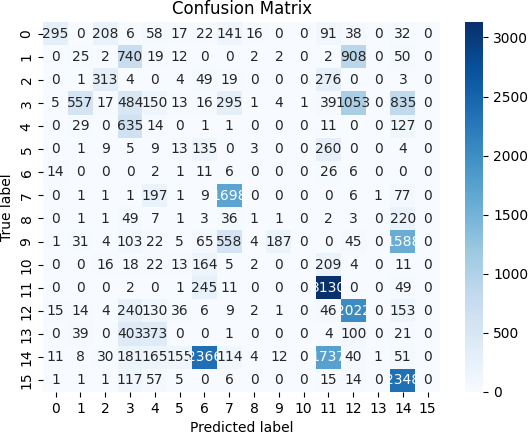 Confusion Matrix
0 295 0 208 6 58 17 22 141 16 0 0 91 38 0 32 0
1 0 25 2 740 19 12 0 0 2 2 0 2 908 0 50 0
2 0 2 313 4 0 4 49 19 0 0 0 276 0 0 3 0
3 5 557 17 484 150 13 16 295 1 4 1 39 1053 0 835 0
4 0 29 0 635 14 0 1 1 0 0 0 11 0 0 127 0
5 0 1 9 5 9 13 135 0 3 0 0 260 0 0 4 0
6 14 0 0 0 2 1 11 6 0 0 0 26 6 0 0 0
7 0 1 1 1 197 1 9 1698 0 0 0 0 6 1 77 0
8 0 1 1 49 7 1 3 36 1 1 0 2 3 0 220 0
9 1 31 4 103 22 5 65 558 4 187 0 0 45 0 1588 0
10 0 0 16 18 22 13 164 5 2 0 0 209 4 0 11 0
11 0 0 0 2 0 1 245 11 0 0 0 3130 0 0 49 0
12 15 14 4 240 130 36 6 9 2 1 0 46 2022 0 153 0
13 0 39 0 403 373 0 0 1 0 0 0 4 100 0 21 0
14 11 8 30 181 165 155 2366 114 4 12 0 1737 40 1 51 0
15 1 1 1 117 57 5 0 6 0 0 0 15 14 0 2348 0
0 1 2 3 4 5 6 7 8 9 10 11 12 13 14 15
True label
Predicted label
3000
2500
2000
1500
1000
500
0